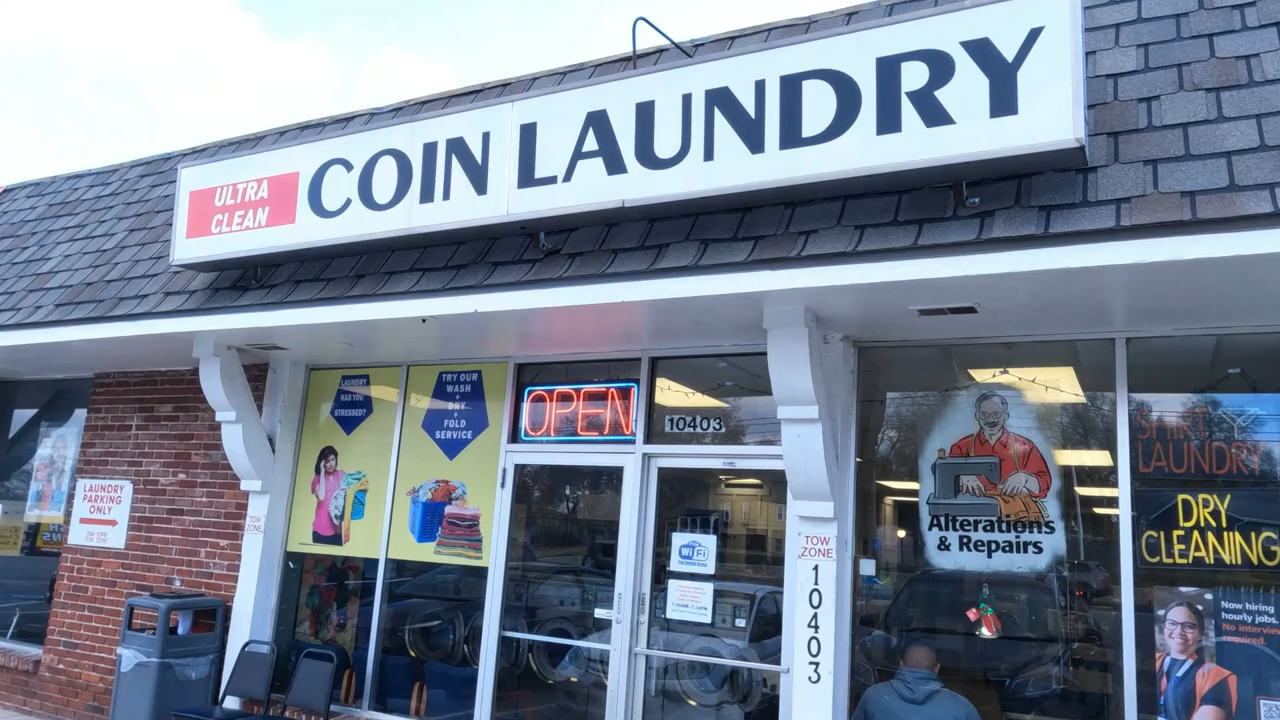 ULTRA
CLEAN
COIN LAUNDRY
LAUNDRY
HAS YOU
STRESSED?
TRY OUR
WASH
+
DRY
+
FOLD
SERVICE
OPEN
10403
LAUNDRY
PARKING
ONLY
TOW ZONE
TOW
ZONE
WiFi
TOW
ZONE
10403
Alterations
& Repairs
SHIRT
LAUNDRY
DRY
CLEANING
Now hiring
hourly jobs.
No interview
required.